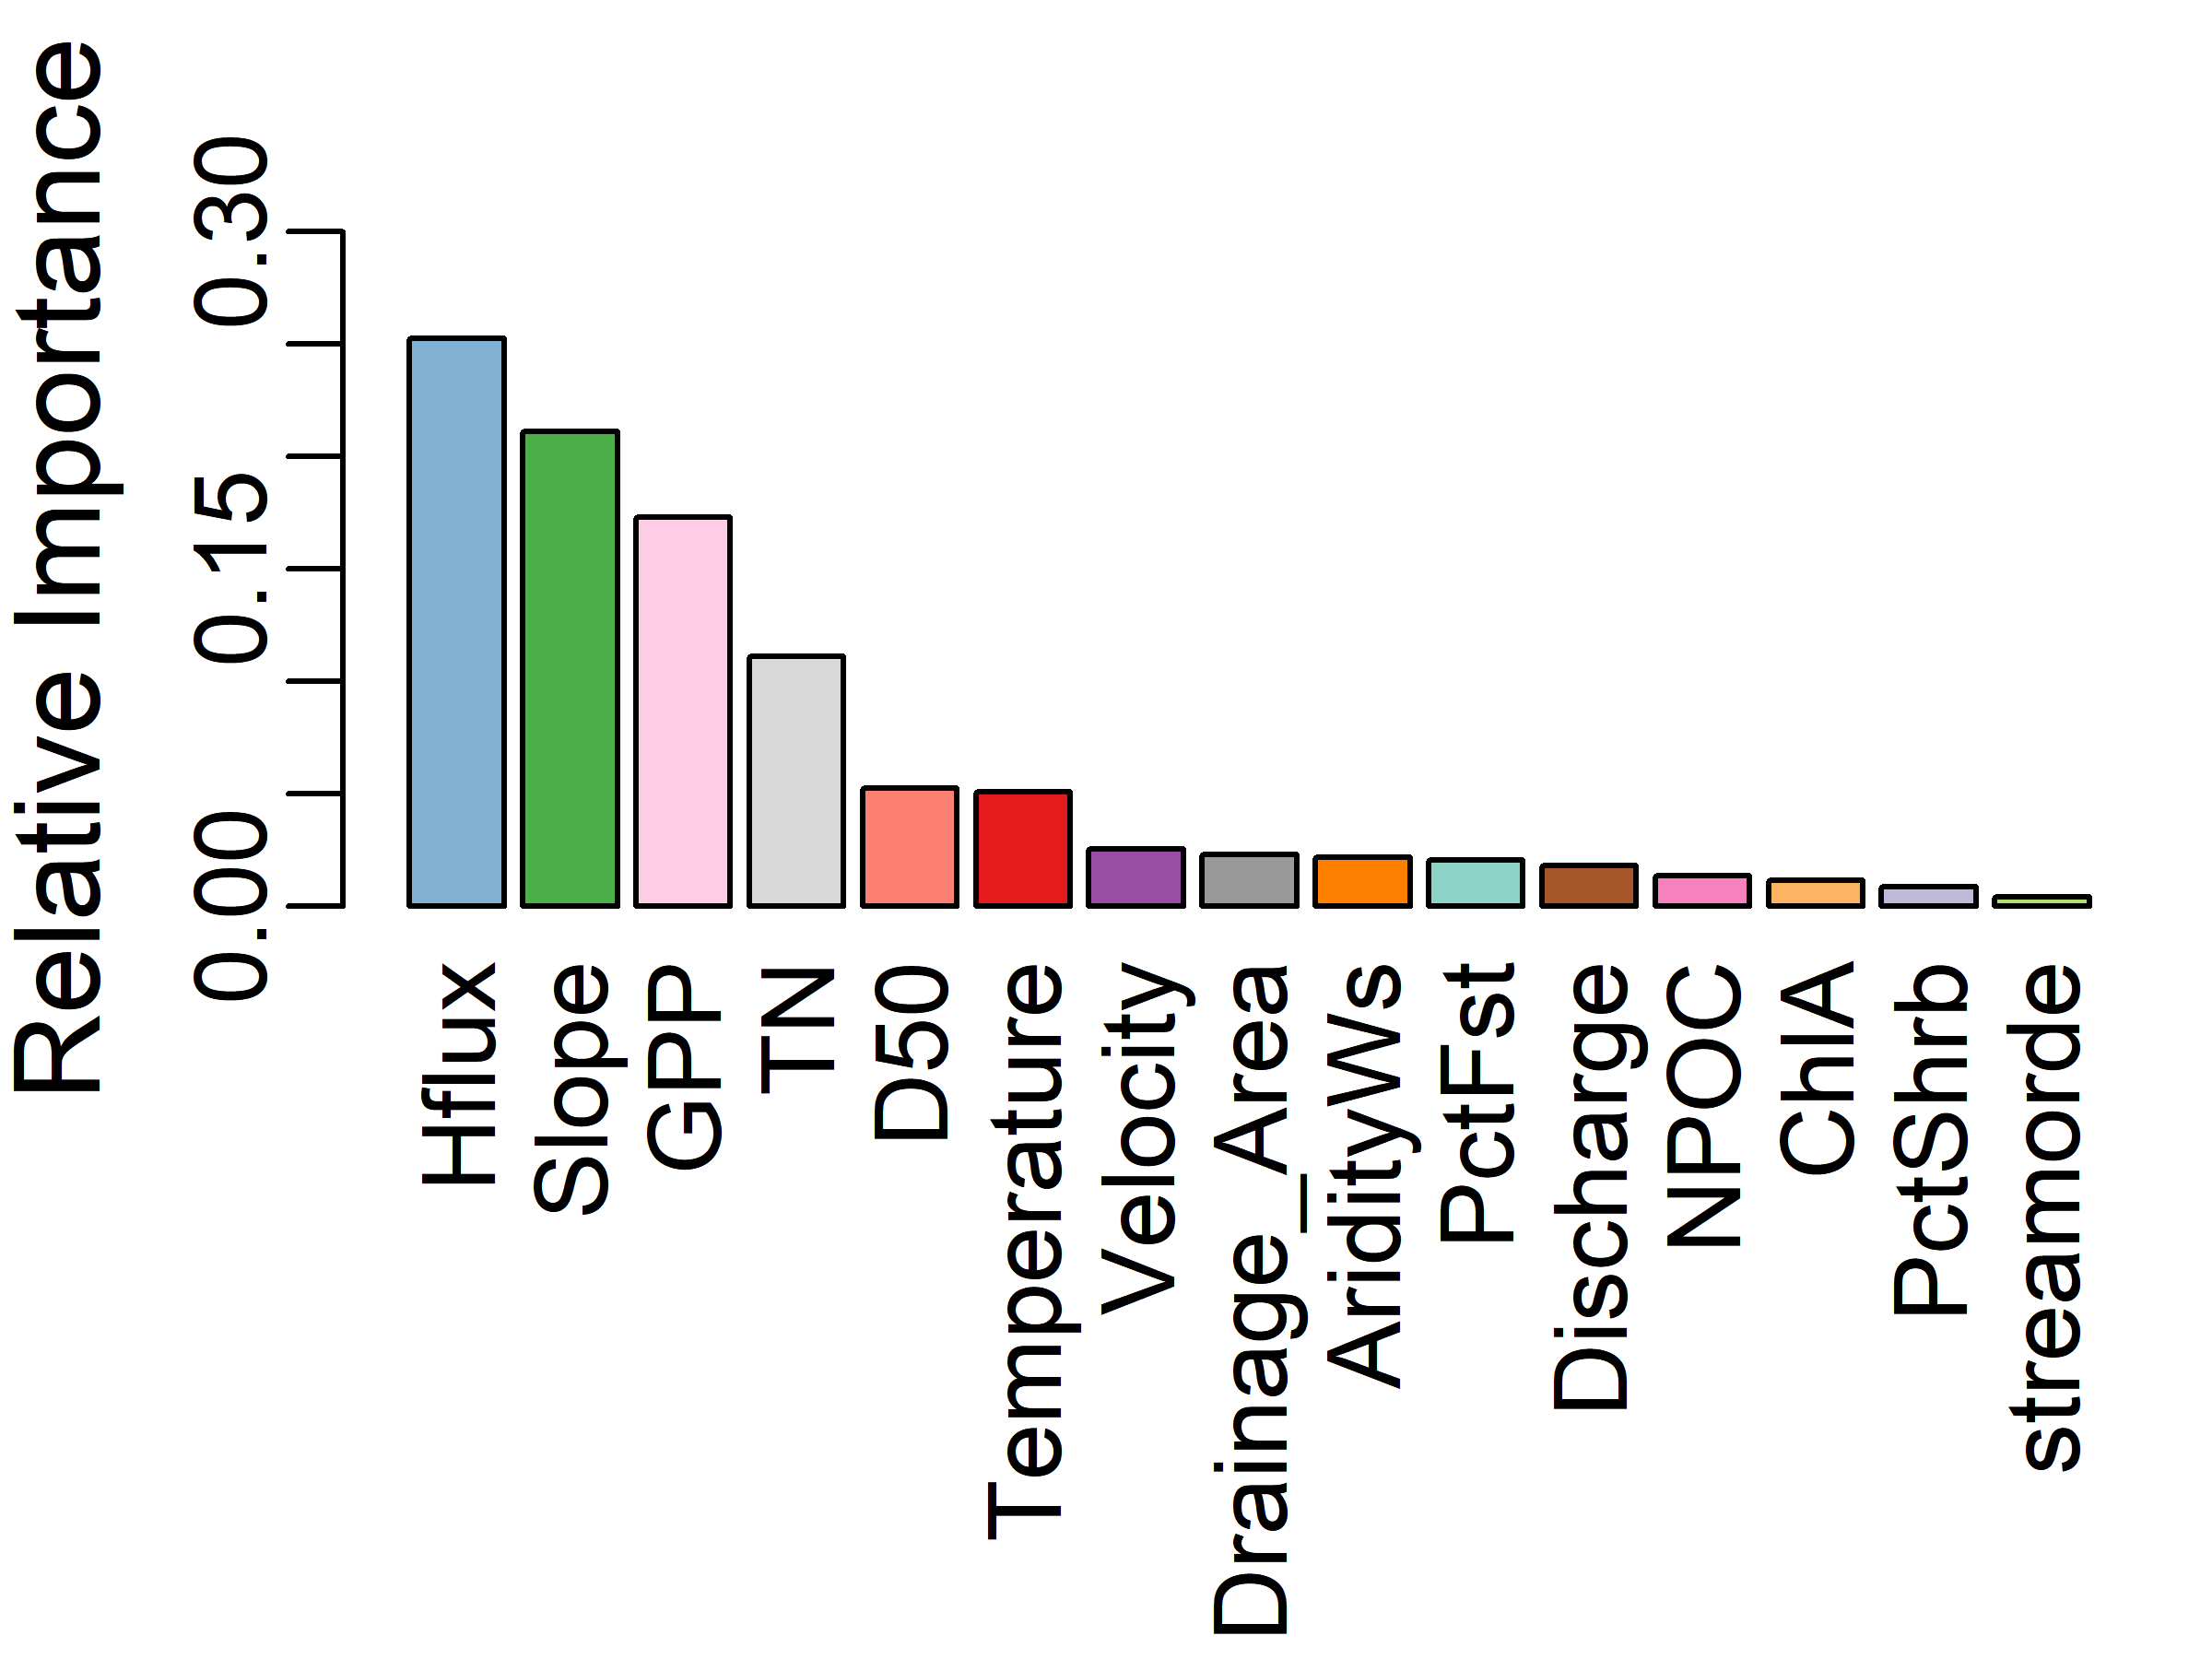 Relative Importance
0.30
0.15
0.00
Hflux
Slope
GPP
TN
D50
Temperature
Velocity
Drainage_Area
AridityWs
PctFst
Discharge
NPOC
ChlA
PctShrb
streamorde